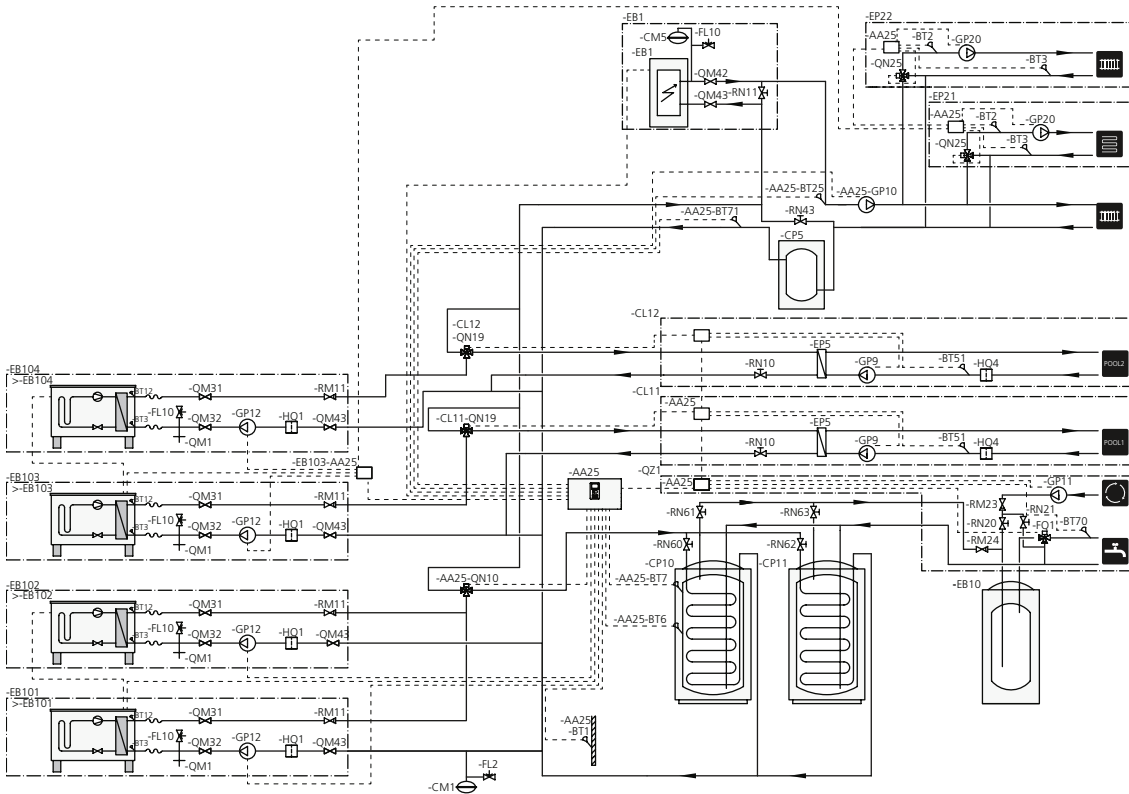 -EB1
-CM5
-FL10
-EB1
-QM42
-QM43
-RN11
-EP22
-AA25
-BT2
-GP20
-QN25
-BT3
-EP21
-AA25
-BT2
-GP20
-QN25
-BT3
-AA25-BT25
-AA25-GP10
-AA25-BT71
-RN43
-CP5
-CL12
-CL12
-QN19
-EP5
-RN10
-GP9
-BT51
-HQ4
POOL2
-CL11
-AA25
-CL11-QN19
-EP5
-RN10
-GP9
-BT51
-HQ4
POOL1
-EB104
>-EB104
BT12
-QM31
-RM11
-BT3
-FL10
-QM32
-GP12
-HQ1
-QM43
-QM1
-EB103-AA25
-EB103
>-EB103
BT12
-QM31
-RM11
-BT3
-FL10
-QM32
-GP12
-HQ1
-QM43
-QM1
-AA25
-QZ1
-AA25
-GP11
-RM23
-RN21
-RN20
-FQ1
-BT70
-RM24
-RN61
-RN63
-RN60
-RN62
-CP10
-CP11
-AA25-QN10
-AA25-BT7
-AA25-BT6
-EB10
-EB102
>-EB102
BT12
-QM31
-RM11
-BT3
-FL10
-QM32
-GP12
-HQ1
-QM43
-QM1
-EB101
>-EB101
BT12
-QM31
-RM11
-BT3
-FL10
-QM32
-GP12
-HQ1
-QM43
-QM1
-AA25
-BT1
-FL2
-CM1